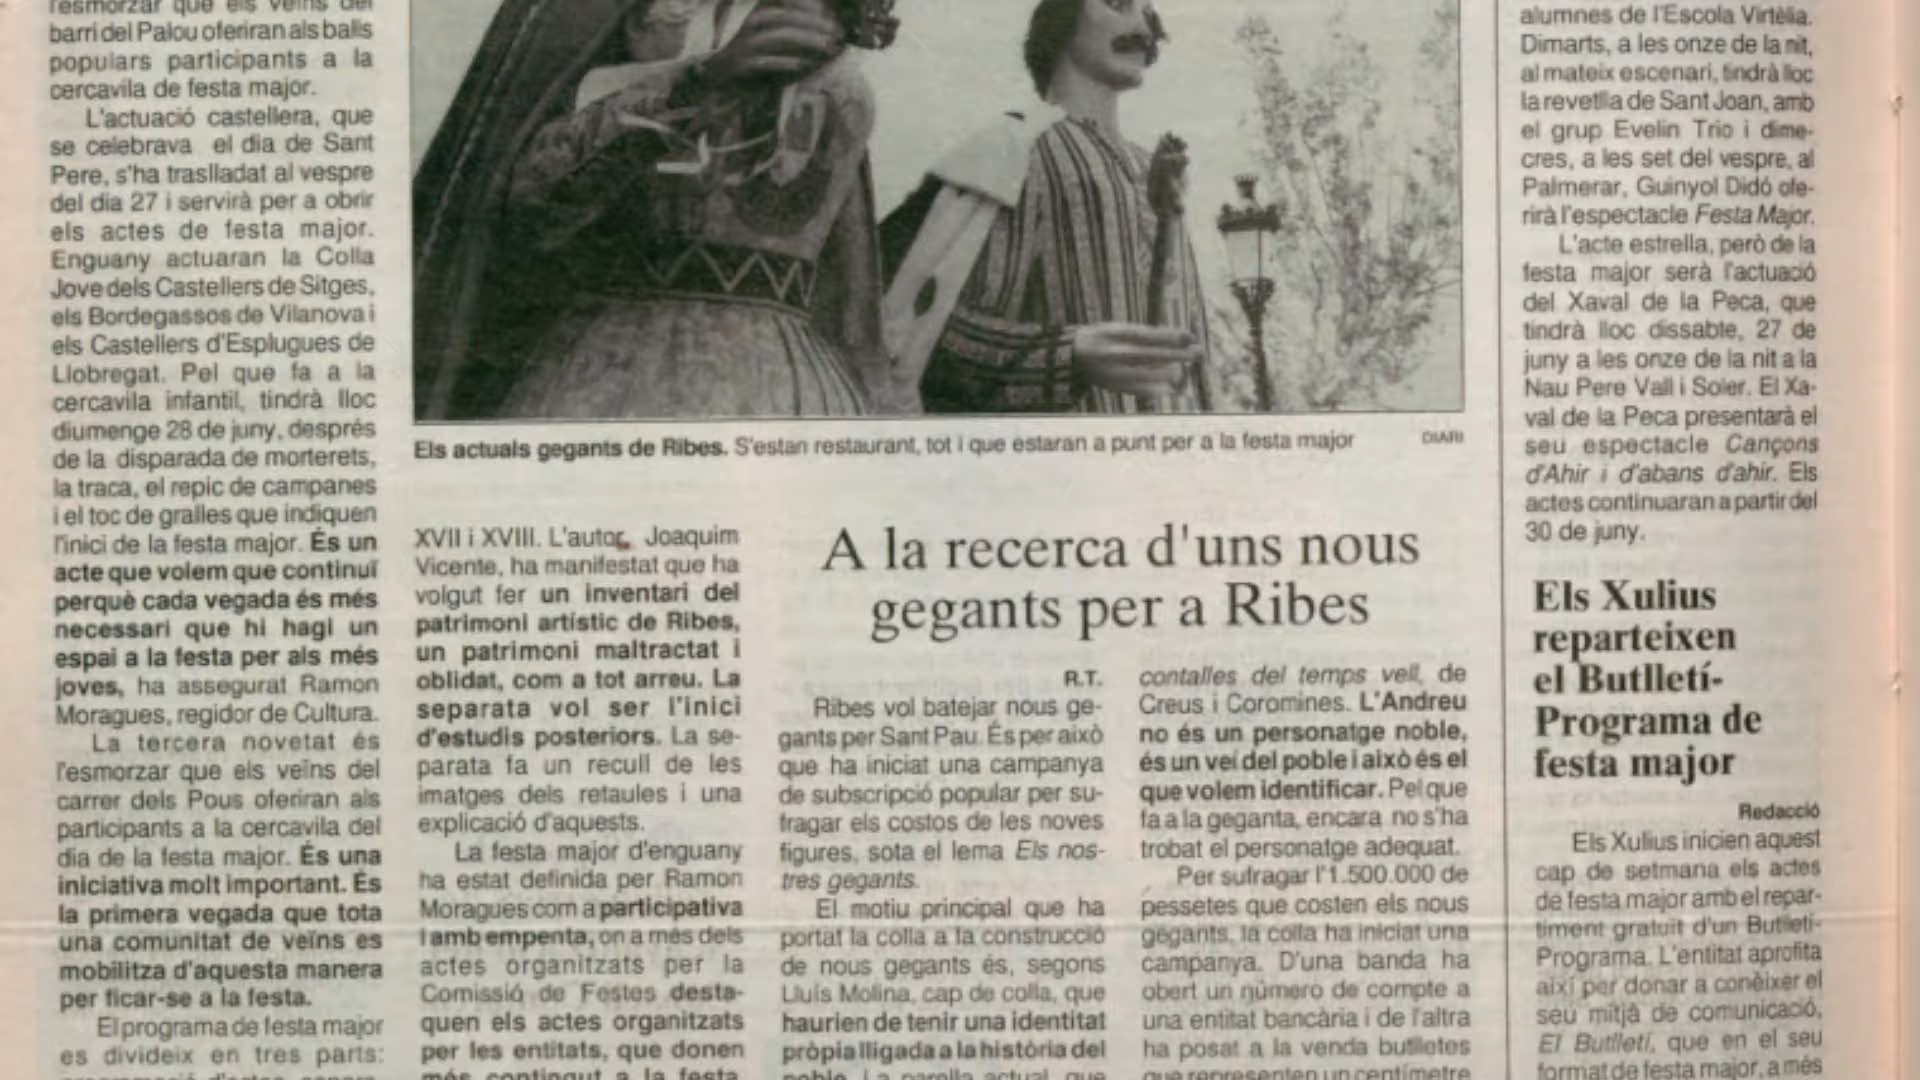 l'esmorzar que els veïns del
barri del Palou oferiran als balls
populars participants a la
cercavila de festa major.
L'actuació castellera, que
se celebrava el dia de Sant
Pere, s'ha traslladat al vespre
del dia 27 i servirà per a obrir
els actes de festa major.
Enguany actuaran la Colla
Jove dels Castellers de Sitges,
els Bordegassos de Vilanova i
els Castellers d'Esplugues de
Llobregat. Pel que fa a la
cercavila infantil, tindrà lloc
diumenge 28 de juny, després
de la disparada de morterets,
la traca, el repic de campanes
i el toc de gralles que indiquen
l'inici de la festa major. És un
acte que volem que continuï
perquè cada vegada és més
necessari que hi hagi un
espai a la festa per als més
joves, ha assegurat Ramon
Moragues, regidor de Cultura.
La tercera novetat és
l'esmorzar que els veïns del
carrer dels Pous oferiran als
participants a la cercavila del
dia de la festa major. És una
iniciativa molt important. És
la primera vegada que tota
una comunitat de veïns es
mobilitza d'aquesta manera
per ficar-se a la festa.
El programa de festa major
es divideix en tres parts:
Els actuals gegants de Ribes. S'estan restaurant, tot i que estaran a punt per a la festa major
DIARI
XVII i XVIII. L'autor, Joaquim
Vicente, ha manifestat que ha
volgut fer un inventari del
patrimoni artístic de Ribes,
un patrimoni maltractat i
oblidat, com a tot arreu. La
separata vol ser l'inici
d'estudis posteriors. La se-
parata fa un recull de les
imatges dels retaules i una
explicació d'aquests.
La festa major d'enguany
ha estat definida per Ramon
Moragues com a participativa
i amb empenta, on a més dels
actes organitzats per la
Comissió de Festes desta-
quen els actes organitzats
per les entitats, que donen
més contingut a la festa.
A la recerca d'uns nous
gegants per a Ribes
R.T.
Ribes vol batejar nous ge-
gants per Sant Pau. És per això
que ha iniciat una campanya
de subscripció popular per su-
fragar els costos de les noves
figures, sota el lema Els nos-
tres gegants.
El motiu principal que ha
portat la colla a la construcció
de nous gegants és, segons
Lluís Molina, cap de colla, que
haurien de tenir una identitat
pròpia lligada a la història del
poble. La parella actual, que
contalles del temps vell, de
Creus i Coromines. L'Andreu
no és un personatge noble,
és un veí del poble i això és el
que volem identificar. Pel que
fa a la geganta, encara no s'ha
trobat el personatge adequat.
Per sufragar l'1.500.000 de
pessetes que costen els nous
gegants, la colla ha iniciat una
campanya. D'una banda ha
obert un número de compte a
una entitat bancària i de l'altra
ha posat a la venda butlletes
que representen un centímetre
alumnes de l'Escola Virtèlia.
Dimarts, a les onze de la nit,
al mateix escenari, tindrà lloc
la revetlla de Sant Joan, amb
el grup Evelin Trio i dime-
cres, a les set del vespre, al
Palmerar, Guinyol Didó ofe-
rirà l'espectacle Festa Major.
L'acte estrella, però de la
festa major serà l'actuació
del Xaval de la Peca, que
tindrà lloc dissabte, 27 de
juny a les onze de la nit a la
Nau Pere Vall i Soler. El Xa-
val de la Peca presentarà el
seu espectacle Cançons
d'Ahir i d'abans d'ahir. Els
actes continuaran a partir del
30 de juny.
Els Xulius
reparteixen
el Butlletí-
Programa de
festa major
Redacció
Els Xulius inicien aquest
cap de setmana els actes
de festa major amb el repar-
timent gratuït d'un Butlletí-
Programa. L'entitat aprofita
així per donar a conèixer el
seu mitjà de comunicació,
El Butlletí, que en el seu
format de festa major, a més